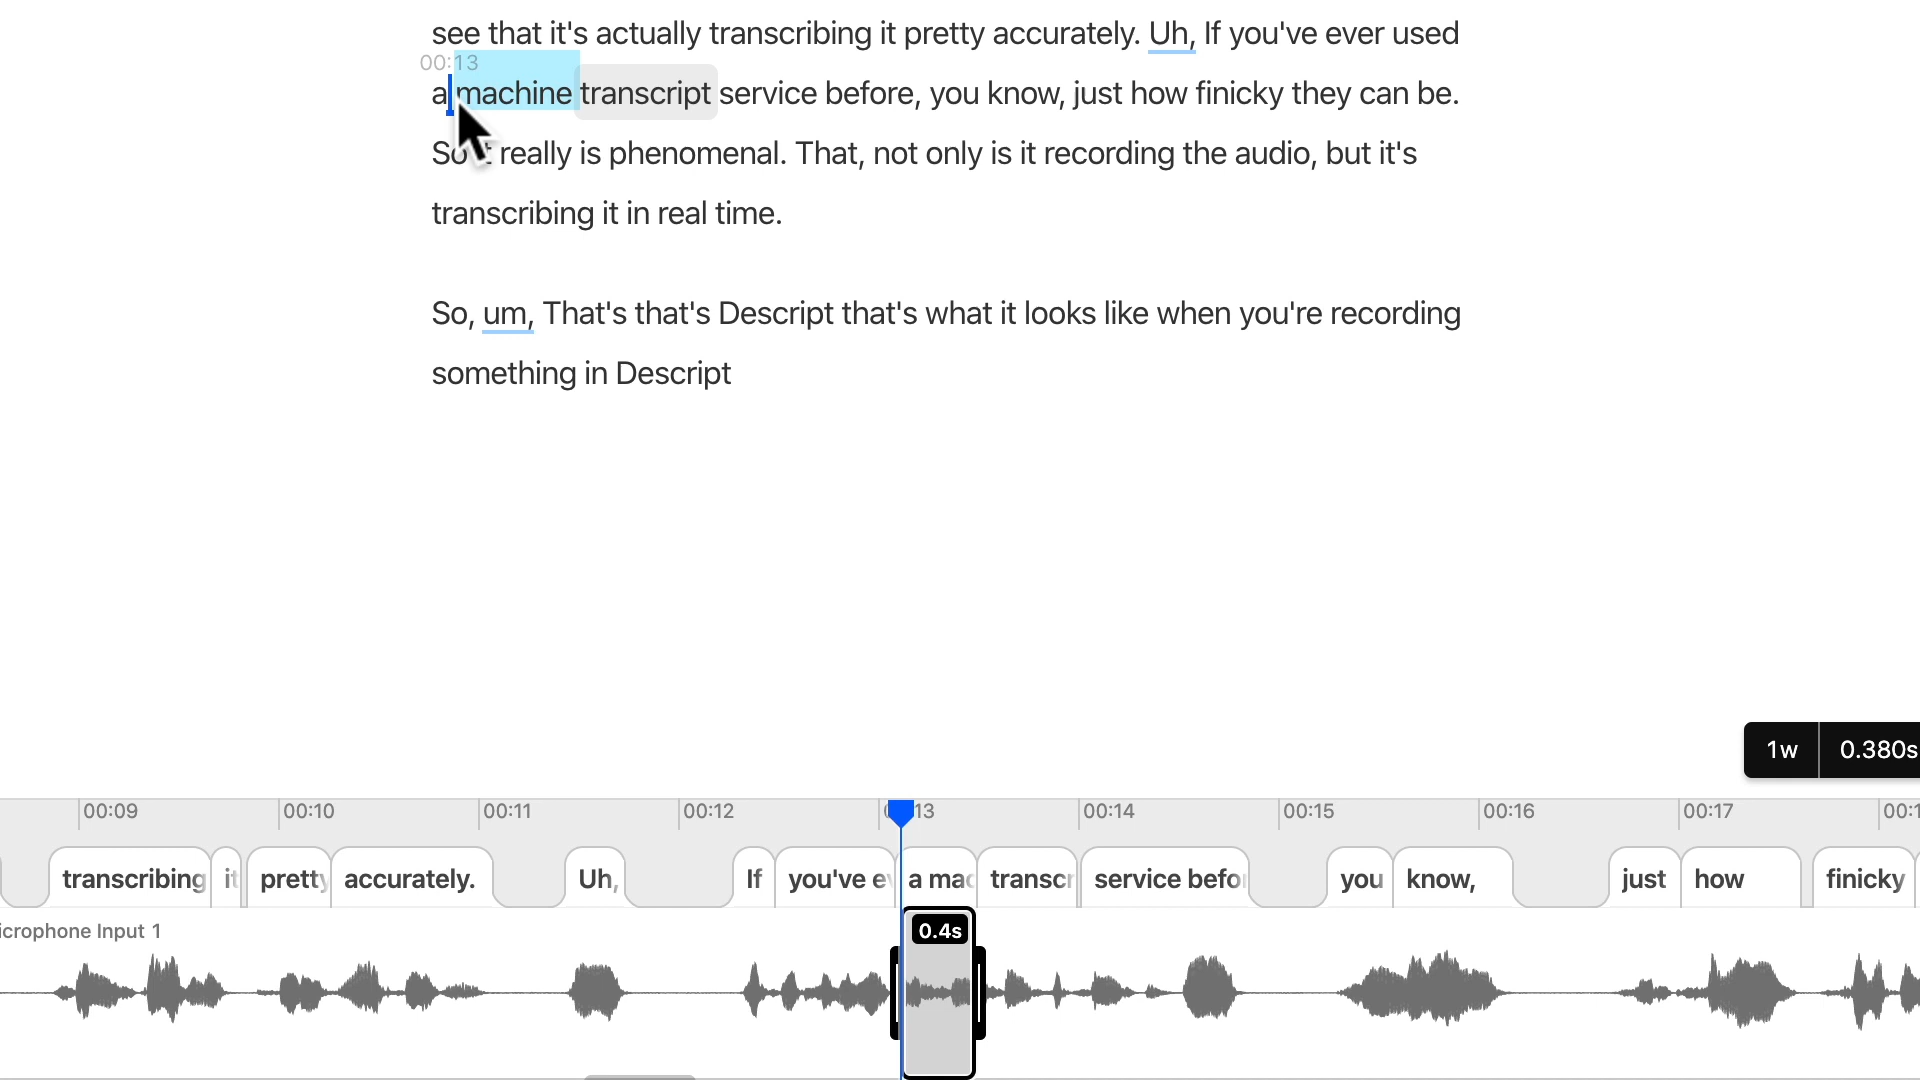 see that it's actually transcribing it pretty accurately. Uh, If you've ever used
00:13
a machine transcript service before, you know, just how finicky they can be.
So it really is phenomenal. That, not only is it recording the audio, but it's
transcribing it in real time.
So, um, That's that's Descript that's what it looks like when you're recording
something in Descript
1w 0.380s
00:09 00:10 00:11 00:12 13 00:14 00:15 00:16 00:17 00:1
transcribing it pretty accurately. Uh, If you've ev a mac transcr service befor you know, just how finicky
icrophone Input 1
0.4s